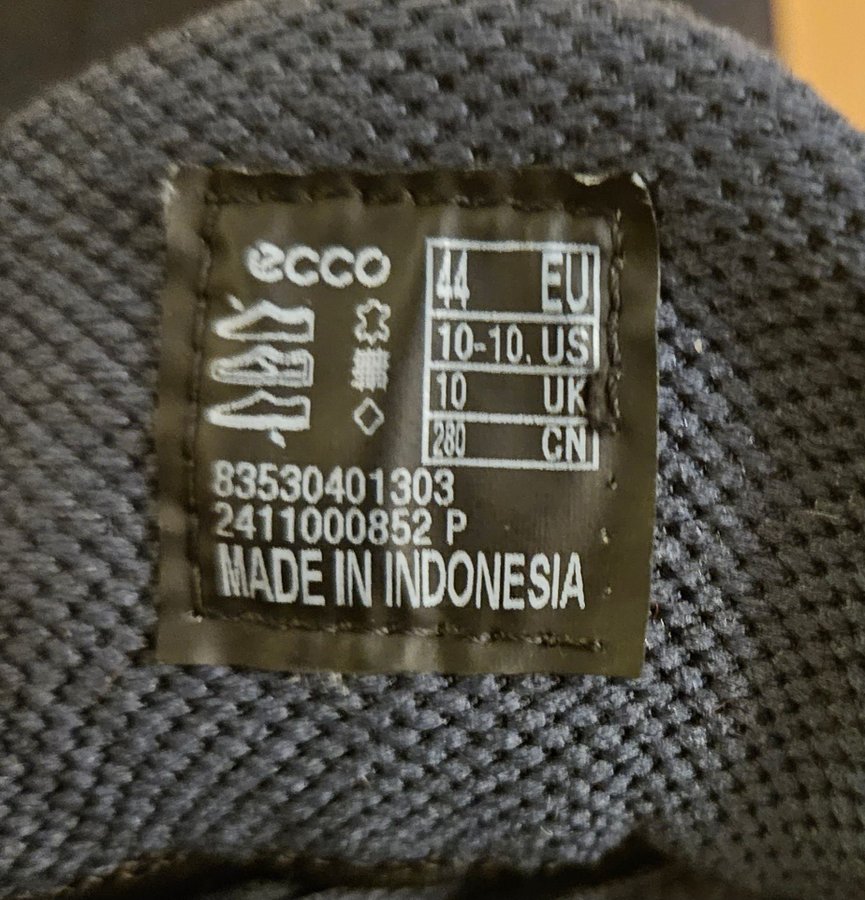 ecco
44 EU
10-10. US
10 UK
280 CN
83530401303
2411000852 P
MADE IN INDONESIA